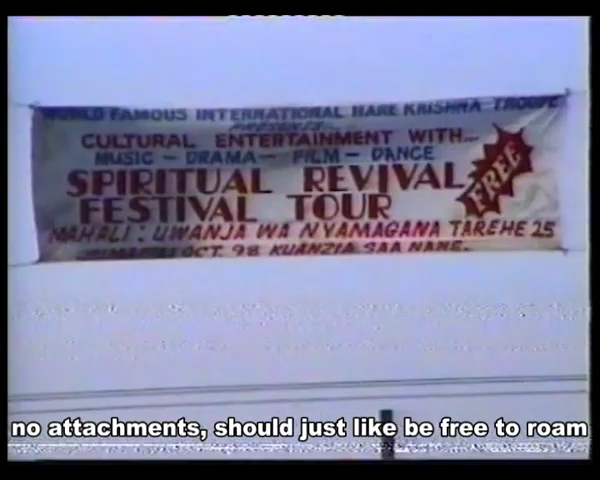 WORLD FAMOUS INTERNATIONAL HARE KRISHNA TROUPE
PRESENTS...
CULTURAL ENTERTAINMENT WITH...
MUSIC - DRAMA - FILM - DANCE
FREE
SPIRITUAL REVIVAL
FESTIVAL TOUR
MAHALI: UWANJA WA NYAMAGANA TAREHE 25
OCT. 98 KUANZIA SAA NANE.
no attachments, should just like be free to roam